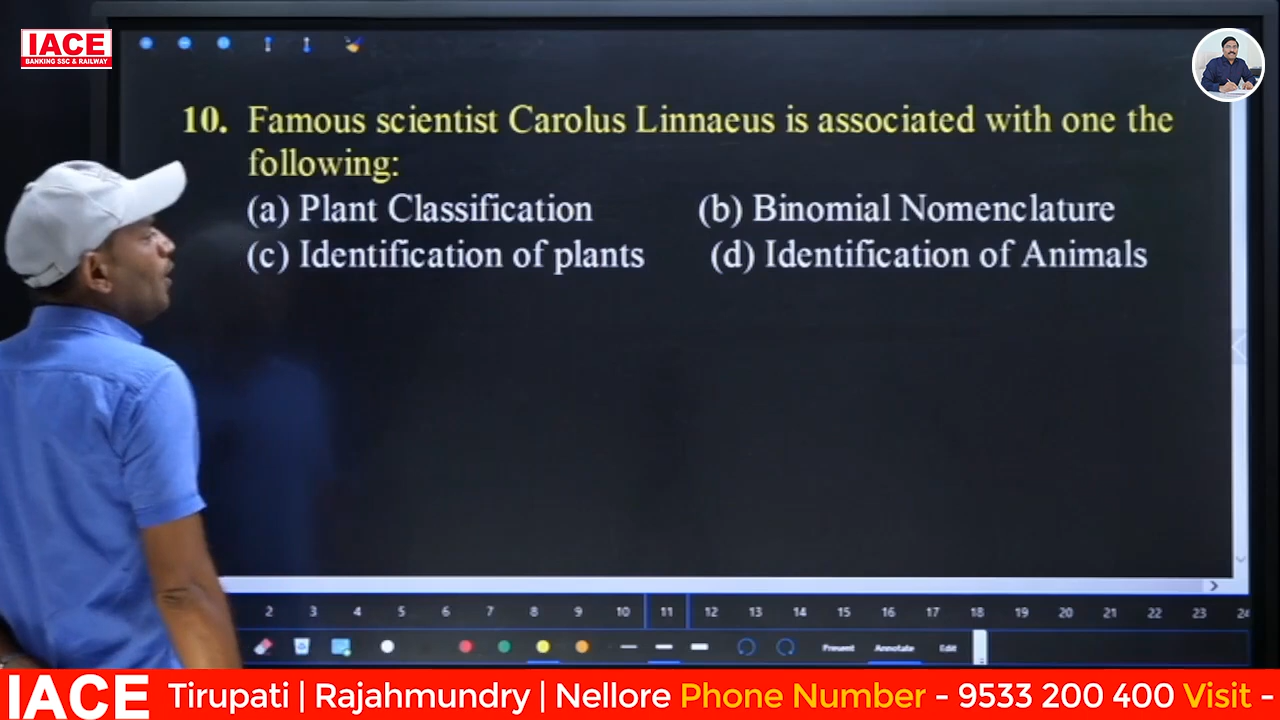 IACE
BANKING SSC & RAILWAY
10. Famous scientist Carolus Linnaeus is associated with one the
following:
(a) Plant Classification (b) Binomial Nomenclature
(c) Identification of plants (d) Identification of Animals
2 3 4 5 6 7 8 9 10 11 12 13 14 15 16 17 18 19 20 21 22 23 24
Present Annotate Edit
IACE Tirupati | Rajahmundry | Nellore Phone Number - 9533 200 400 Visit -